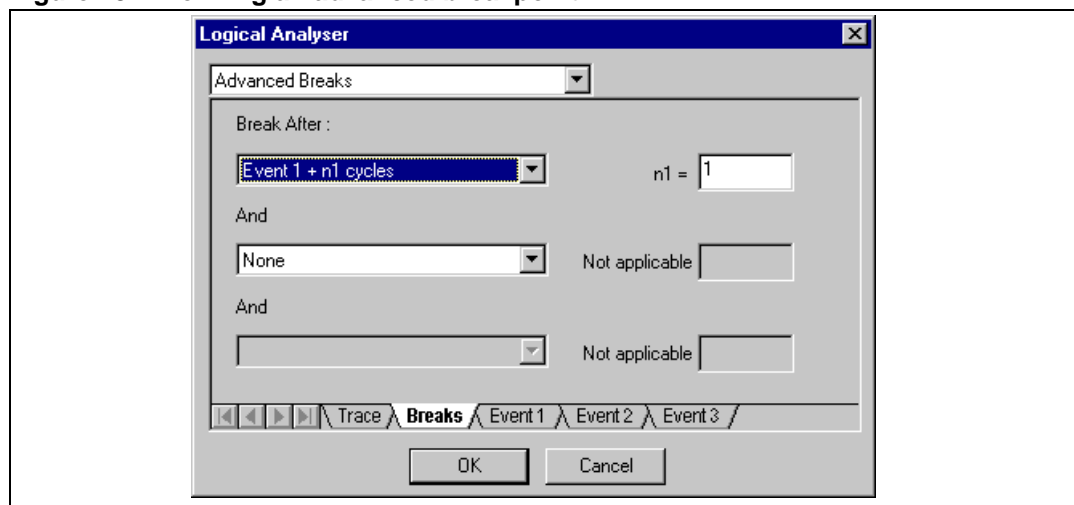 Logical Analyser
Advanced Breaks
Break After :
Event 1 + n1 cycles
n1 = 1
And
None
Not applicable
And
Not applicable
Trace Breaks Event 1 Event 2 Event 3
OK Cancel